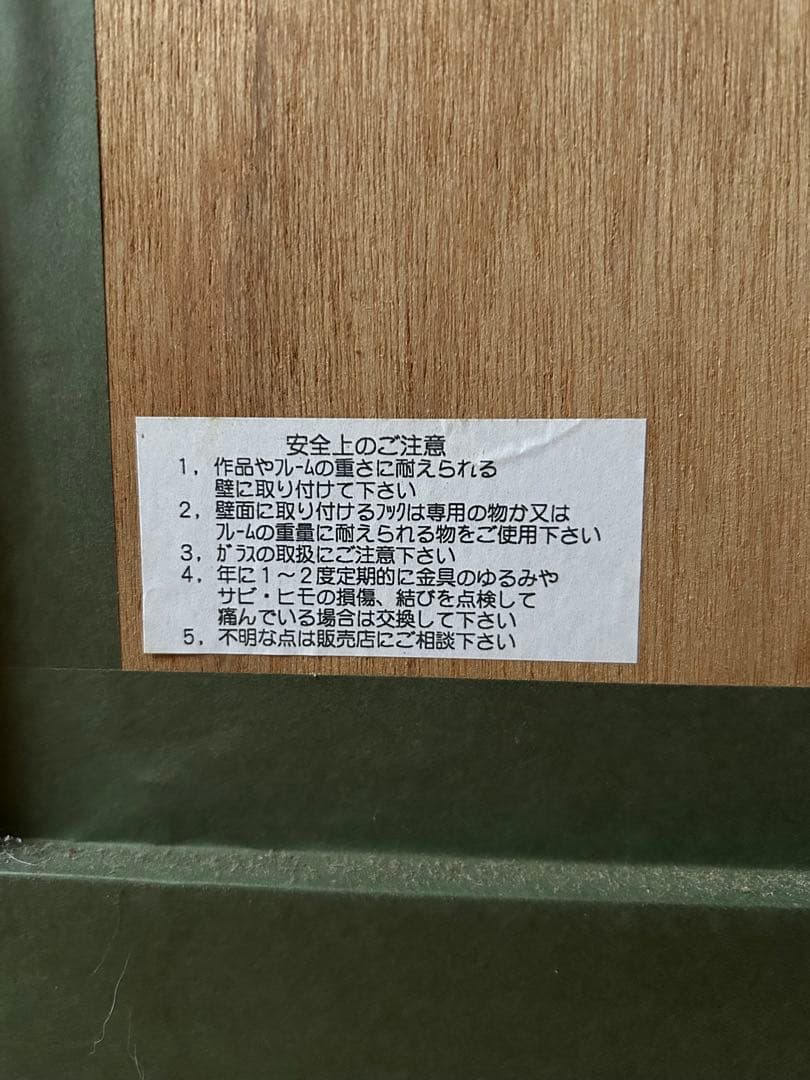 安全上のご注意
1，作品やﾌﾚｰﾑの重さに耐えられる
壁に取り付けて下さい
2，壁面に取り付けるﾌｯｸは専用の物か又は
ﾌﾚｰﾑの重量に耐えられる物をご使用下さい
3，ｶﾞﾗｽの取扱にご注意下さい
4，年に１～２度定期的に金具のゆるみや
サビ・ヒモの損傷、結びを点検して
痛んでいる場合は交換して下さい
5，不明な点は販売店にご相談下さい